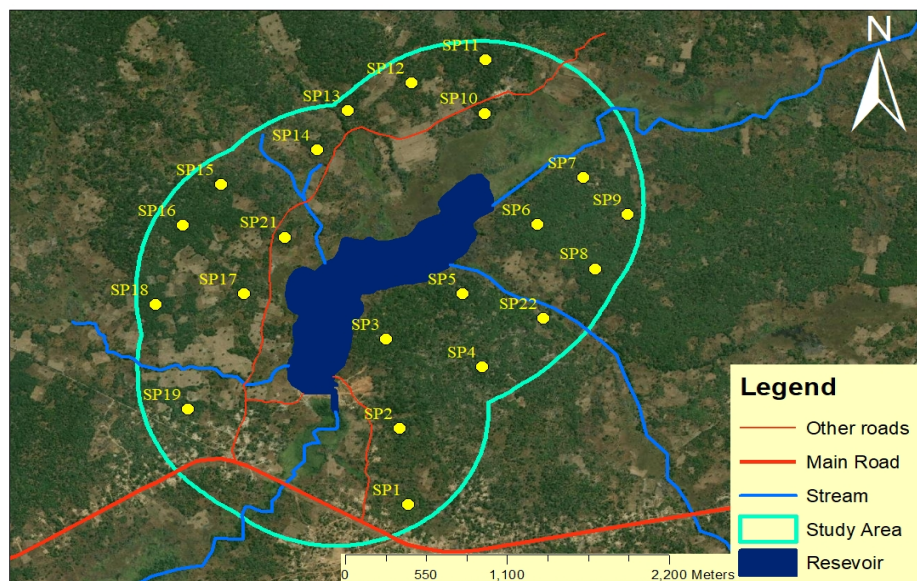 N
SP11
SP12
SP13
SP10
SP14
SP7
SP15
SP9
SP16
SP6
SP21
SP8
SP17
SP5
SP18
SP22
SP3
SP4
SP19
SP2
SP1
Legend
Other roads
Main Road
Stream
Study Area
Reservoir
0 550 1,100 2,200 Meters